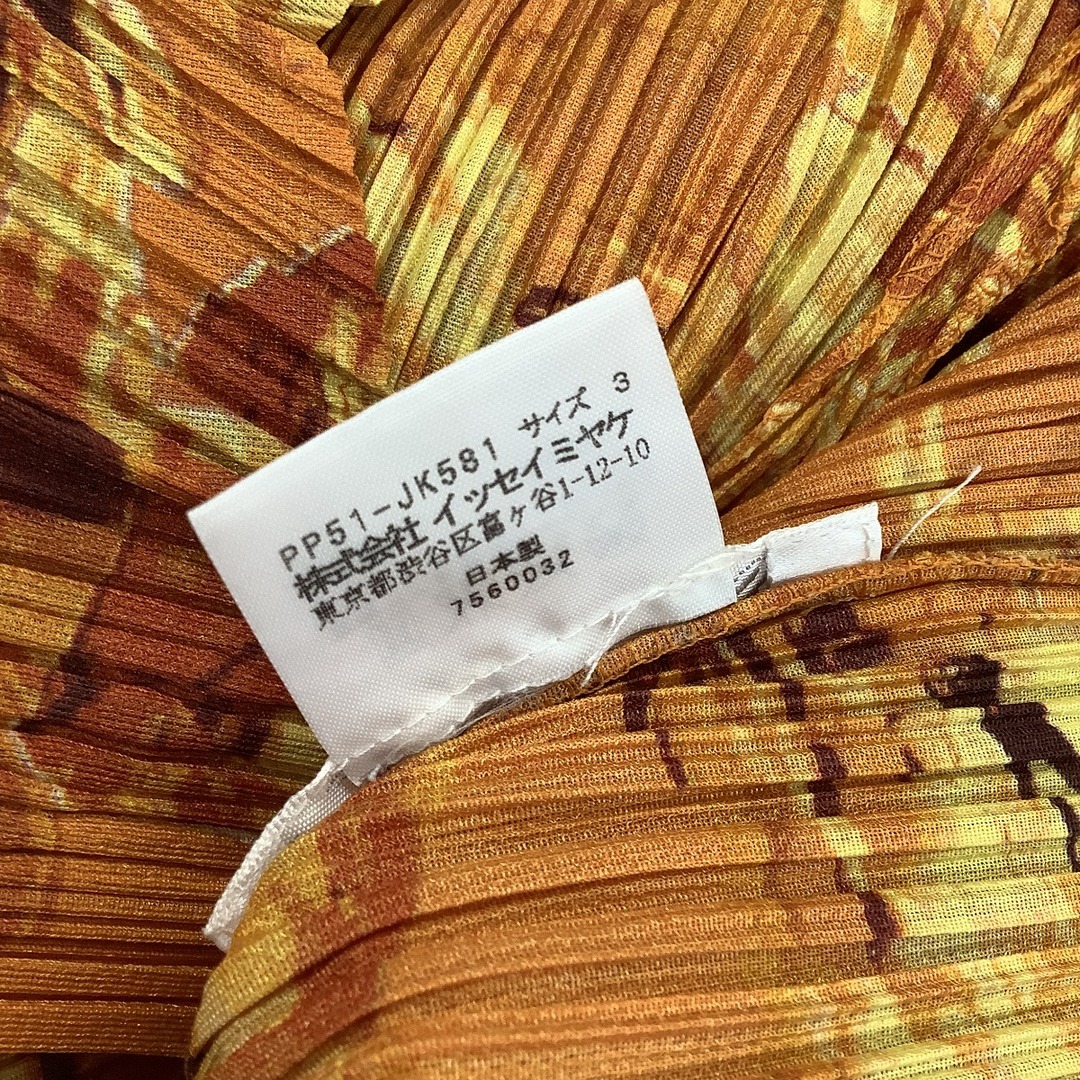 PP51-JK581 サイズ 3
株式会社 イッセイミヤケ
東京都渋谷区富ヶ谷1-12-10
日本製
7560032